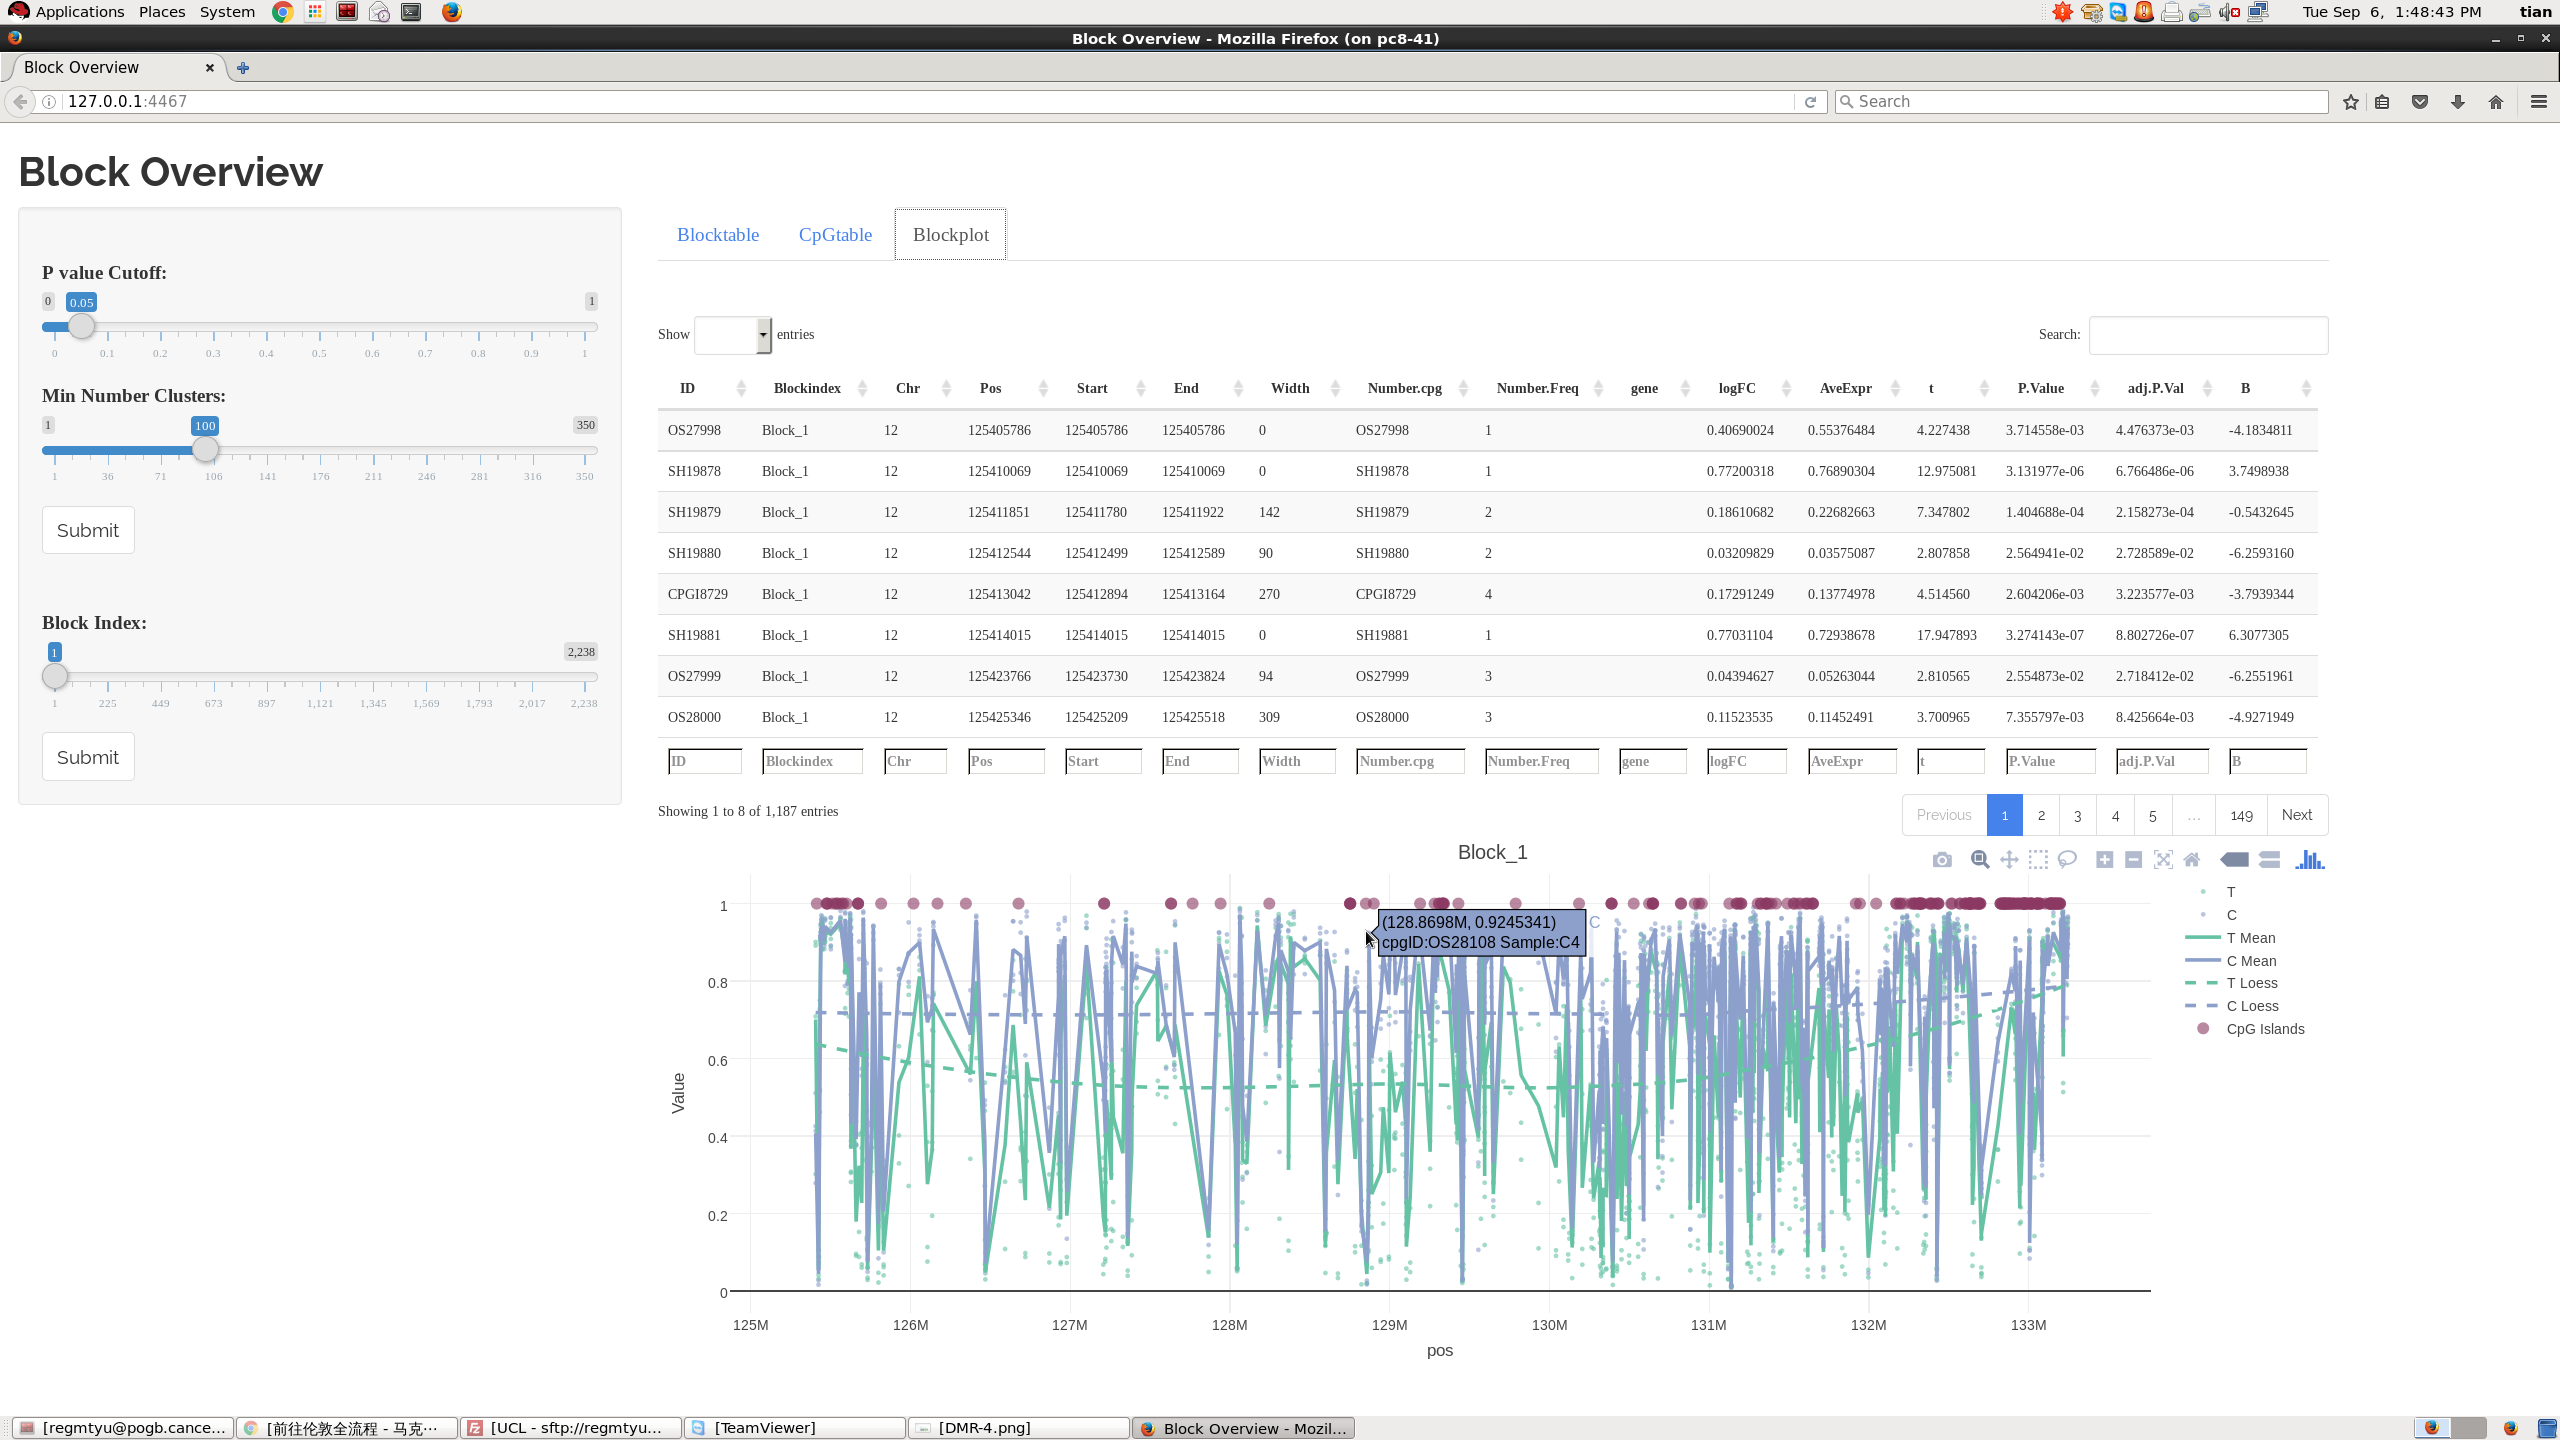 Applications Places System Tue Sep 6, 1:48:43 PM tian
Block Overview - Mozilla Firefox (on pc8-41)
Block Overview
127.0.0.1:4467 Search
Block Overview
P value Cutoff:
0 0.05 1
0 0.1 0.2 0.3 0.4 0.5 0.6 0.7 0.8 0.9 1
Min Number Clusters:
1 100 350
1 36 71 106 141 176 211 246 281 316 350
Submit
Block Index:
1 2,238
1 225 449 673 897 1,121 1,345 1,569 1,793 2,017 2,238
Submit
Blocktable CpGtable Blockplot
Show entries Search:
ID Blockindex Chr Pos Start End Width Number.cpg Number.Freq gene logFC AveExpr t P.Value adj.P.Val B
OS27998 Block_1 12 125405786 125405786 125405786 0 OS27998 1 0.40690024 0.55376484 4.227438 3.714558e-03 4.476373e-03 -4.1834811
SH19878 Block_1 12 125410069 125410069 125410069 0 SH19878 1 0.77200318 0.76890304 12.975081 3.131977e-06 6.766486e-06 3.7498938
SH19879 Block_1 12 125411851 125411780 125411922 142 SH19879 2 0.18610682 0.22682663 7.347802 1.404688e-04 2.158273e-04 -0.5432645
SH19880 Block_1 12 125412544 125412499 125412589 90 SH19880 2 0.03209829 0.03575087 2.807858 2.564941e-02 2.728589e-02 -6.2593160
CPGI8729 Block_1 12 125413042 125412894 125413164 270 CPGI8729 4 0.17291249 0.13774978 4.514560 2.604206e-03 3.223577e-03 -3.7939344
SH19881 Block_1 12 125414015 125414015 125414015 0 SH19881 1 0.77031104 0.72938678 17.947893 3.274143e-07 8.802726e-07 6.3077305
OS27999 Block_1 12 125423766 125423730 125423824 94 OS27999 3 0.04394627 0.05263044 2.810565 2.554873e-02 2.718412e-02 -6.2551961
OS28000 Block_1 12 125425346 125425209 125425518 309 OS28000 3 0.11523535 0.11452491 3.700965 7.355797e-03 8.425664e-03 -4.9271949
ID Blockindex Chr Pos Start End Width Number.cpg Number.Freq gene logFC AveExpr t P.Value adj.P.Val B
Showing 1 to 8 of 1,187 entries
Previous 1 2 3 4 5 … 149 Next
Block_1
(128.8698M, 0.9245341) C
cpgID:OS28108 Sample:C4
T
C
T Mean
C Mean
T Loess
C Loess
CpG Islands
Value
1
0.8
0.6
0.4
0.2
0
125M 126M 127M 128M 129M 130M 131M 132M 133M
pos
[regmtyu@pogb.cance... [前往伦敦全流程 - 马克… [UCL - sftp://regmtyu... [TeamViewer] [DMR-4.png] Block Overview - Mozil...